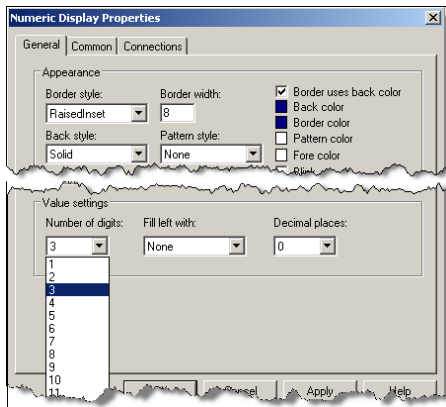 Numeric Display Properties
General Common Connections
Appearance
Border style: Border width: Border uses back color
RaisedInset 8 Back color
Border color
Back style: Pattern style: Pattern color
Solid None Fore color
Value settings
Number of digits: Fill left with: Decimal places:
3 None 0
1
2
3
4
5
6
7
8
9
10
11
Cancel Apply Help